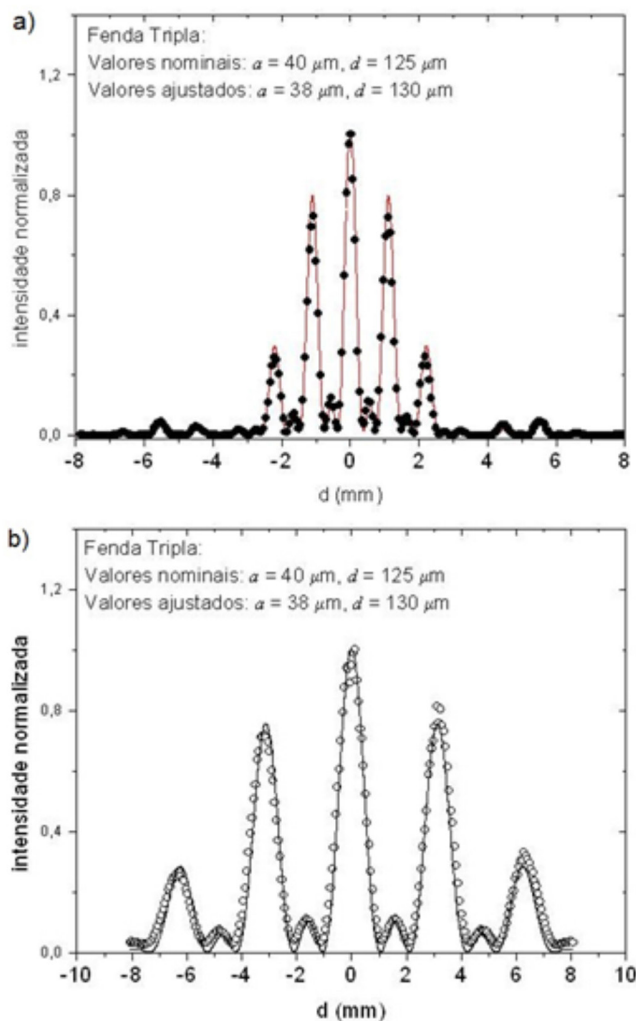 a)
Fenda Tripla:
Valores nominais: a = 40 μm, d = 125 μm
Valores ajustados: a = 38 μm, d = 130 μm
intensidade normalizada
1,2
0,8
0,4
0,0
-8 -6 -4 -2 0 2 4 6 8
d (mm)
b)
Fenda Tripla:
Valores nominais: a = 40 μm, d = 125 μm
Valores ajustados: a = 38 μm, d = 130 μm
intensidade normalizada
1,2
0,8
0,4
0,0
-10 -8 -6 -4 -2 0 2 4 6 8 10
d (mm)